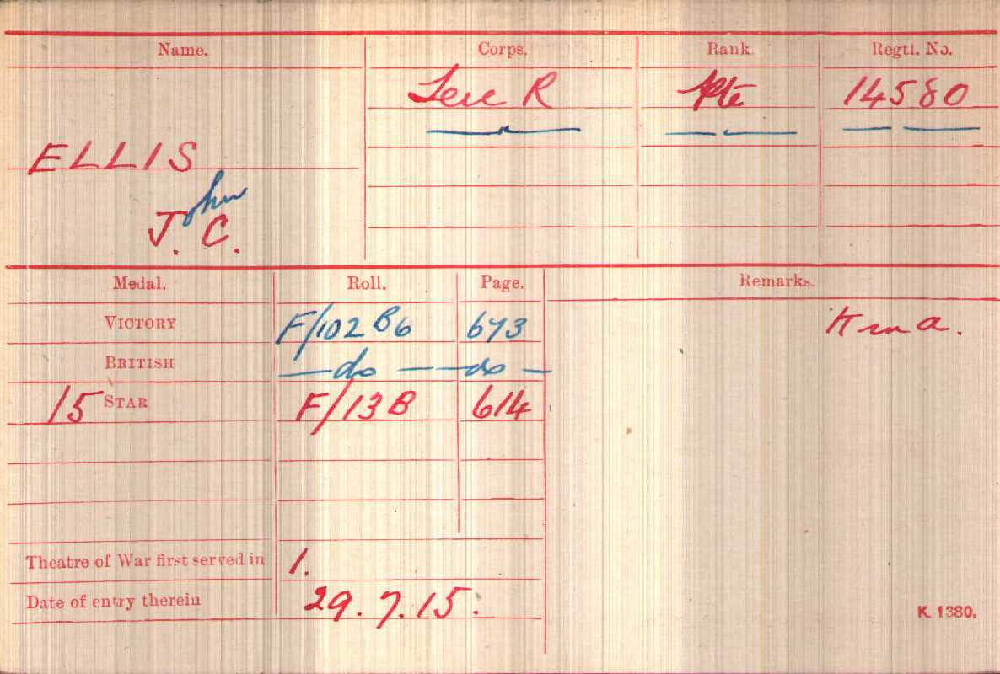 Name. Corps. Rank. Regtl. No.
Leic R Pte 14580
ELLIS
John
J. C.
Medal. Roll. Page. Remarks.
VICTORY F/102 B6 673 K in a.
BRITISH — do — — do —
15 STAR F/13 B 614
Theatre of War first served in 1.
Date of entry therein 29.7.15.
K. 1380.